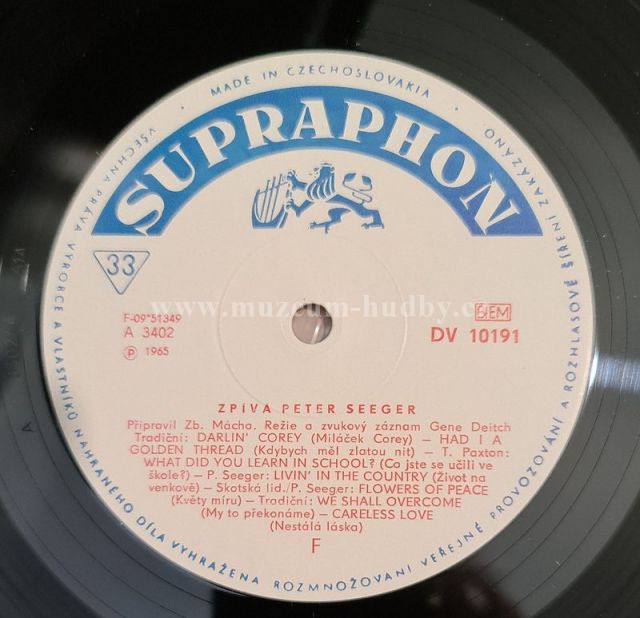 MADE IN CZECHOSLOVAKIA
VŠECHNA PRÁVA VÝROBCE A VLASTNÍKŮ NAHRANÉHO DÍLA VYHRAŽENA ROZMNOŽOVÁNÍ VEŘEJNÉ PROVOZOVÁNÍ A ROZHLASOVÉ ŠÍŘENÍ ZAKÁZÁNO
SUPRAPHON
33
www.muzeum-hudby.cz
F-09*51349
A 3402
Ⓟ 1965
DV 10191
ZPÍVÁ PETER SEEGER
Připravil Zb. Mácha. Režie a zvukový záznam Gene Deitch
Tradiční: DARLIN' COREY (Miláček Corey) — HAD I A
GOLDEN THREAD (Kdybych měl zlatou nit) — T. Paxton:
WHAT DID YOU LEARN IN SCHOOL? (Co jste se učili ve
škole?) — P. Seeger: LIVIN' IN THE COUNTRY (Život na
venkově) — Skotská lid./P. Seeger: FLOWERS OF PEACE
(Květy míru) — Tradiční: WE SHALL OVERCOME
(My to překonáme) — CARELESS LOVE
(Nestálá láska)
F